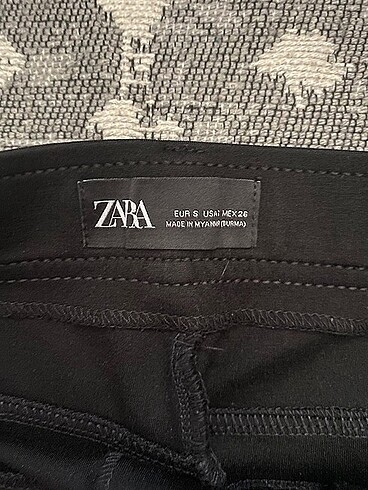 ZARA
EUR S USA S MEX 26
MADE IN MYANMAR (BURMA)